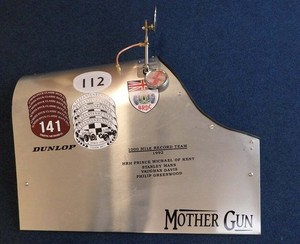 112
141
BRDC
DUNLOP
1000 MILE RECORD TEAM
HRH PRINCE MICHAEL OF KENT
STANLEY MANN
VAUGHAN DAVIS
PHILIP GREENWOOD
MOTHER GUN